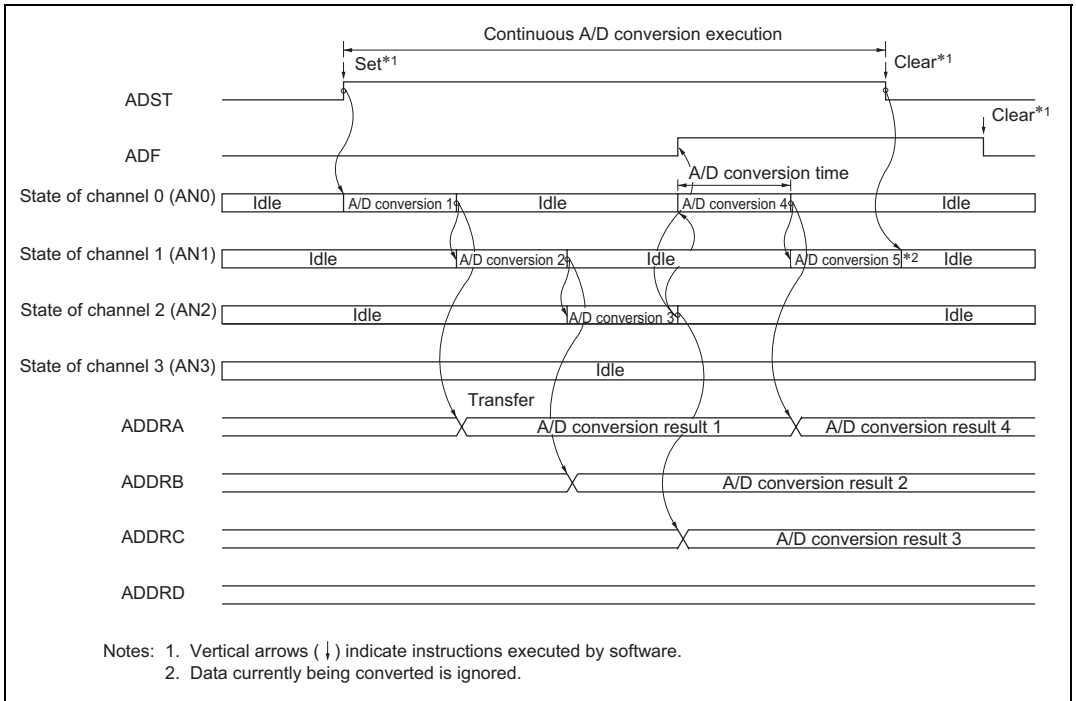 Continuous A/D conversion execution
Set*1
Clear*1
ADST
Clear*1
ADF
A/D conversion time
State of channel 0 (AN0) Idle A/D conversion 1 Idle A/D conversion 4 Idle
State of channel 1 (AN1) Idle A/D conversion 2 Idle A/D conversion 5 *2 Idle
State of channel 2 (AN2) Idle A/D conversion 3 Idle
State of channel 3 (AN3) Idle
Transfer
ADDRA A/D conversion result 1 A/D conversion result 4
ADDRB A/D conversion result 2
ADDRC A/D conversion result 3
ADDRD
Notes: 1. Vertical arrows (↓) indicate instructions executed by software.
2. Data currently being converted is ignored.